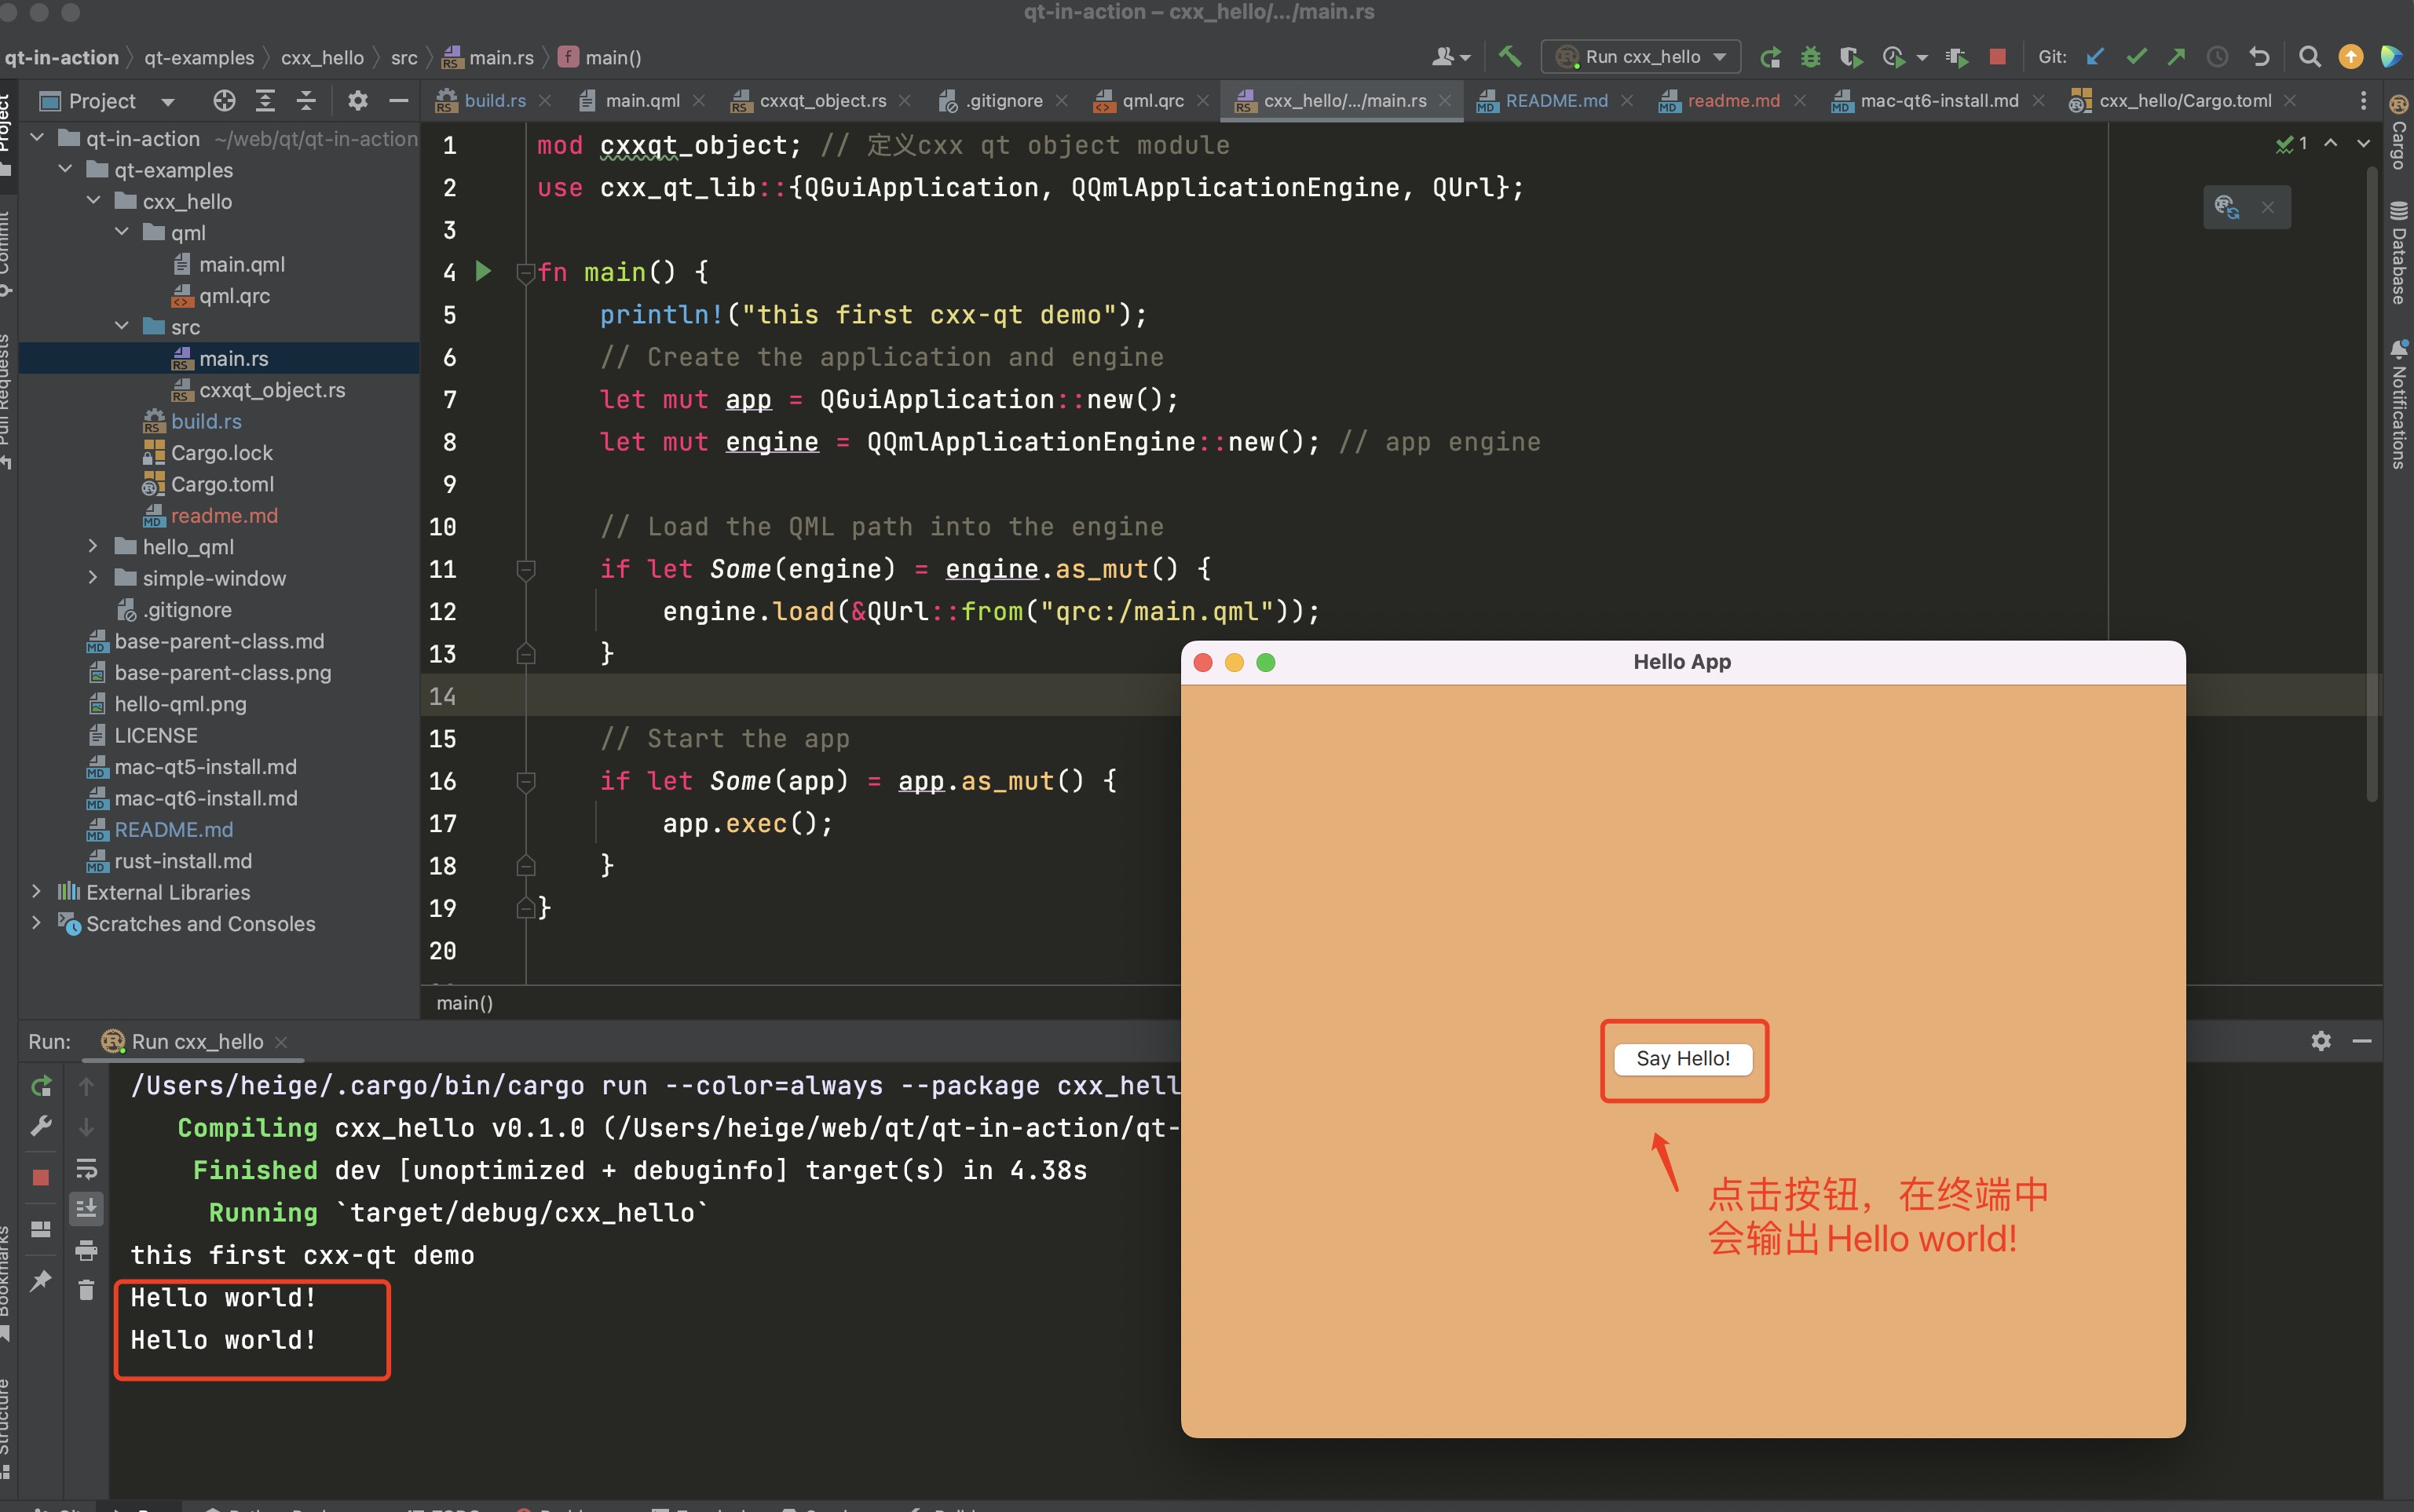 qt-in-action – cxx_hello/.../main.rs
qt-in-action qt-examples cxx_hello src main.rs main()
Run cxx_hello
Git:
Project
build.rs main.qml cxxqt_object.rs .gitignore qml.qrc cxx_hello/.../main.rs README.md readme.md mac-qt6-install.md cxx_hello/Cargo.toml
Project
Commit
Pull Requests
Bookmarks
Structure
qt-in-action ~/web/qt/qt-in-action
qt-examples
cxx_hello
qml
main.qml
qml.qrc
src
main.rs
cxxqt_object.rs
build.rs
Cargo.lock
Cargo.toml
readme.md
hello_qml
simple-window
.gitignore
base-parent-class.md
base-parent-class.png
hello-qml.png
LICENSE
mac-qt5-install.md
mac-qt6-install.md
README.md
rust-install.md
External Libraries
Scratches and Consoles
1 mod cxxqt_object; // 定义cxx qt object module
2 use cxx_qt_lib::{QGuiApplication, QQmlApplicationEngine, QUrl};
3
4 fn main() {
5 println!("this first cxx-qt demo");
6 // Create the application and engine
7 let mut app = QGuiApplication::new();
8 let mut engine = QQmlApplicationEngine::new(); // app engine
9
10 // Load the QML path into the engine
11 if let Some(engine) = engine.as_mut() {
12 engine.load(&QUrl::from("qrc:/main.qml"));
13 }
14
15 // Start the app
16 if let Some(app) = app.as_mut() {
17 app.exec();
18 }
19 }
20
main()
1
Cargo
Database
Notifications
Run: Run cxx_hello
/Users/heige/.cargo/bin/cargo run --color=always --package cxx_hell
Compiling cxx_hello v0.1.0 (/Users/heige/web/qt/qt-in-action/qt-
Finished dev [unoptimized + debuginfo] target(s) in 4.38s
Running `target/debug/cxx_hello`
this first cxx-qt demo
Hello world!
Hello world!
Hello App
Say Hello!
点击按钮，在终端中
会输出Hello world!